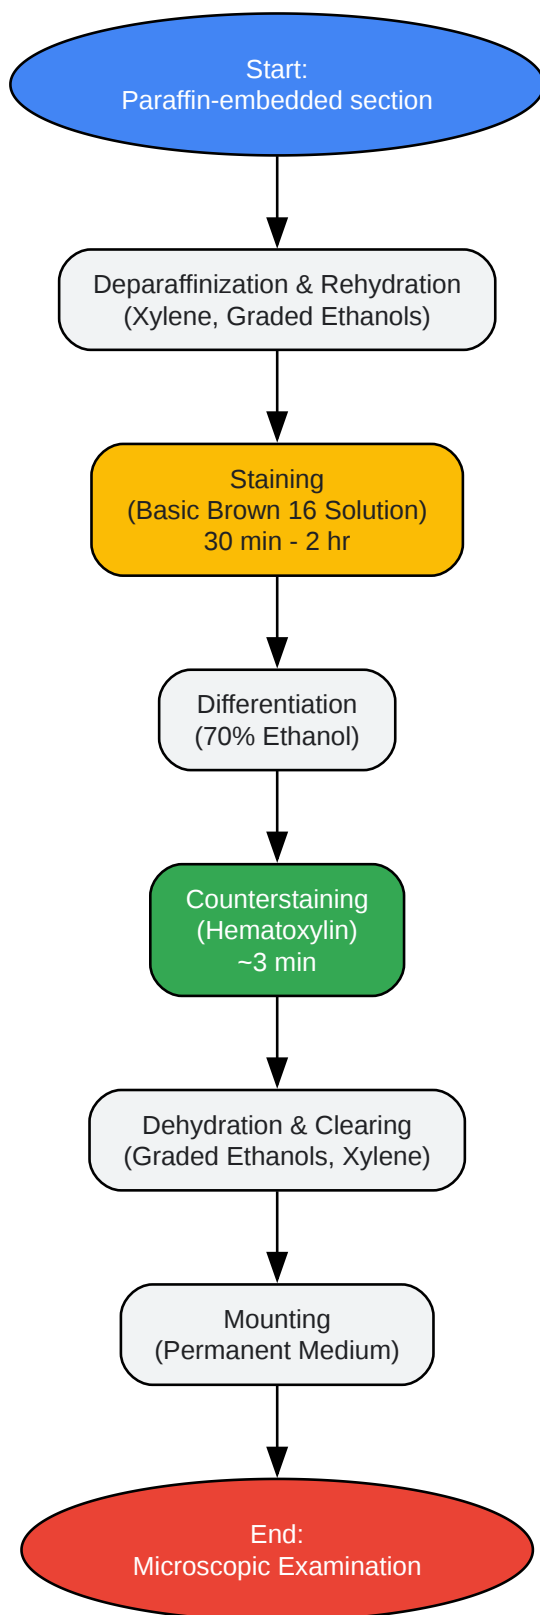 Start:
Paraffin-embedded section
Deparaffinization & Rehydration
(Xylene, Graded Ethanols)
Staining
(Basic Brown 16 Solution)
30 min - 2 hr
Differentiation
(70% Ethanol)
Counterstaining
(Hematoxylin)
~3 min
Dehydration & Clearing
(Graded Ethanols, Xylene)
Mounting
(Permanent Medium)
End:
Microscopic Examination